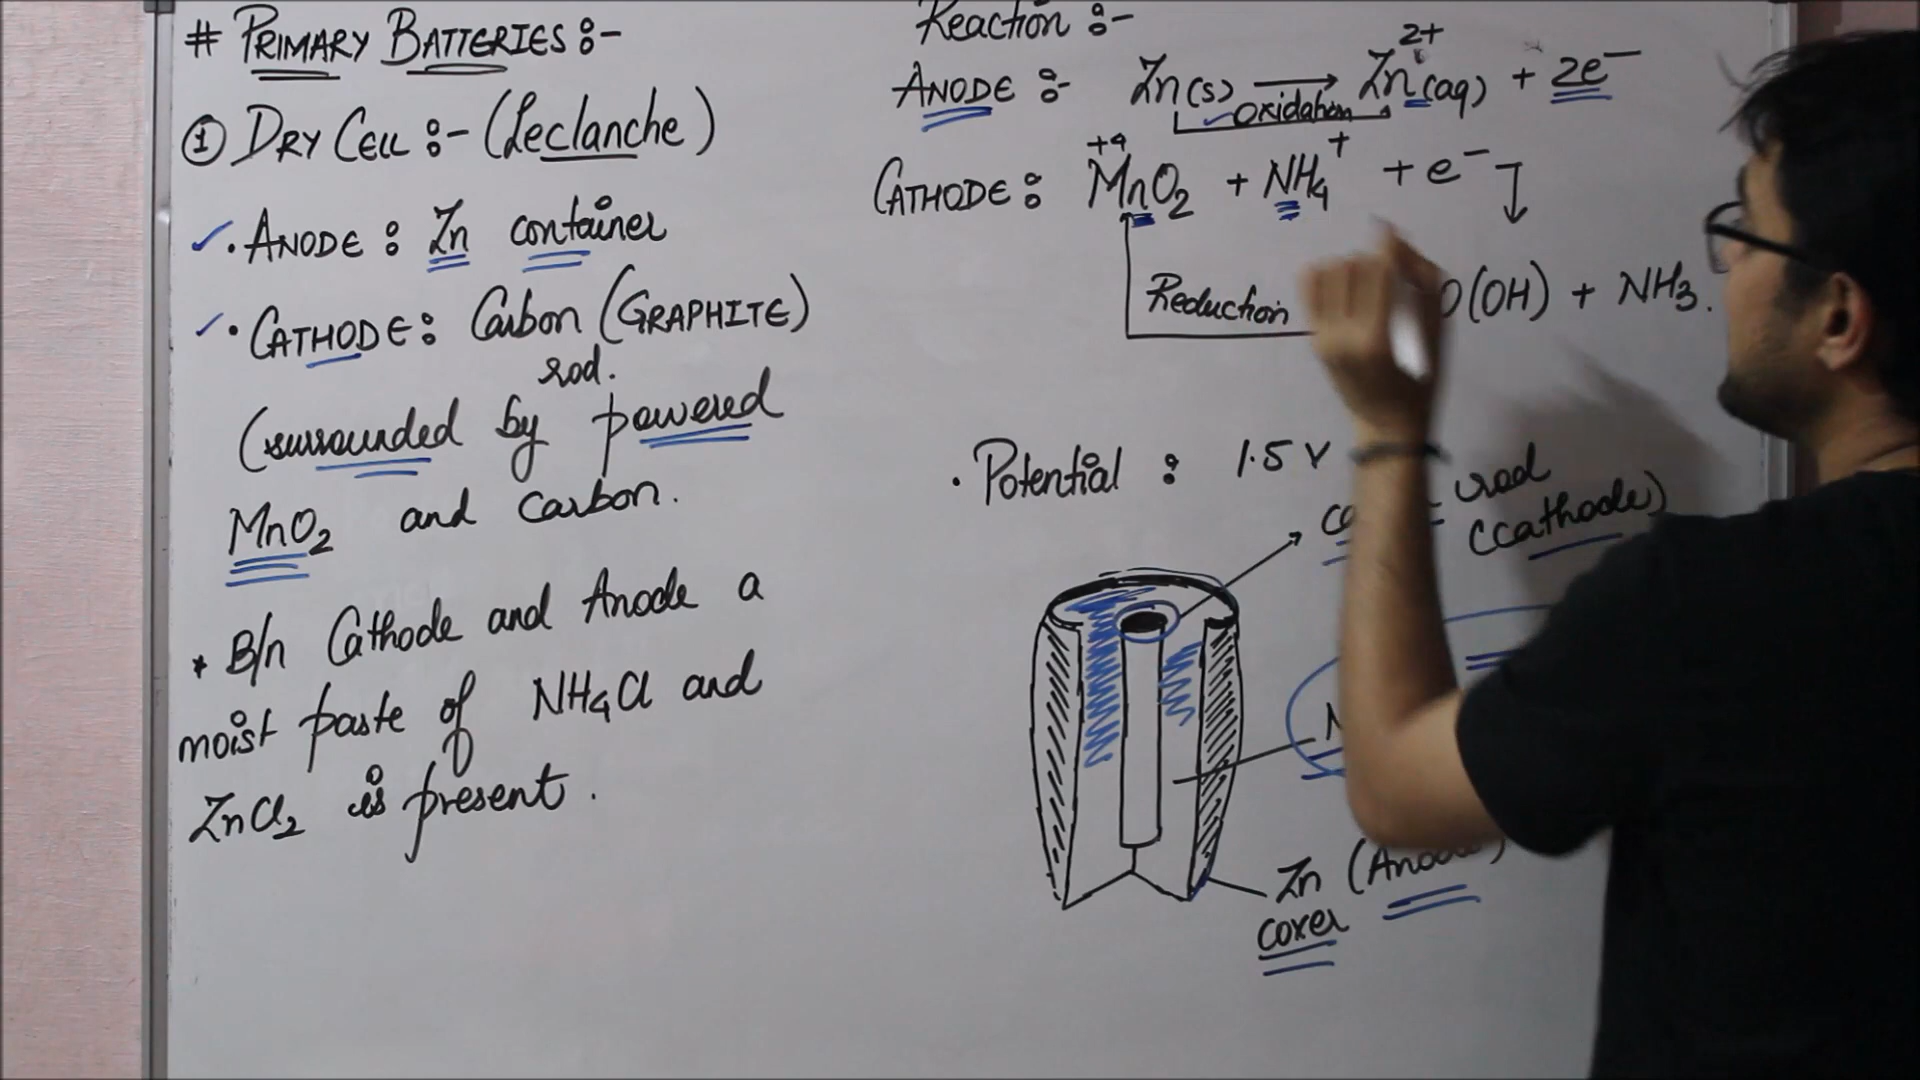 # PRIMARY BATTERIES :-
① DRY CELL :- (Leclanche)
• ANODE : Zn container
• CATHODE : Carbon (GRAPHITE)
rod.
(surrounded by powered
MnO2 and carbon.
* B/n Cathode and Anode a
moist paste of NH4Cl and
ZnCl2 is present.
Reaction :-
ANODE :- Zn(s) → Zn2+(aq) + 2e−
Oxidation
+4
CATHODE : MnO2 + NH4+ + e−
Reduction O(OH) + NH3.
• Potential : 1.5 V
rod
(cathode)
Zn (Anode)
cover